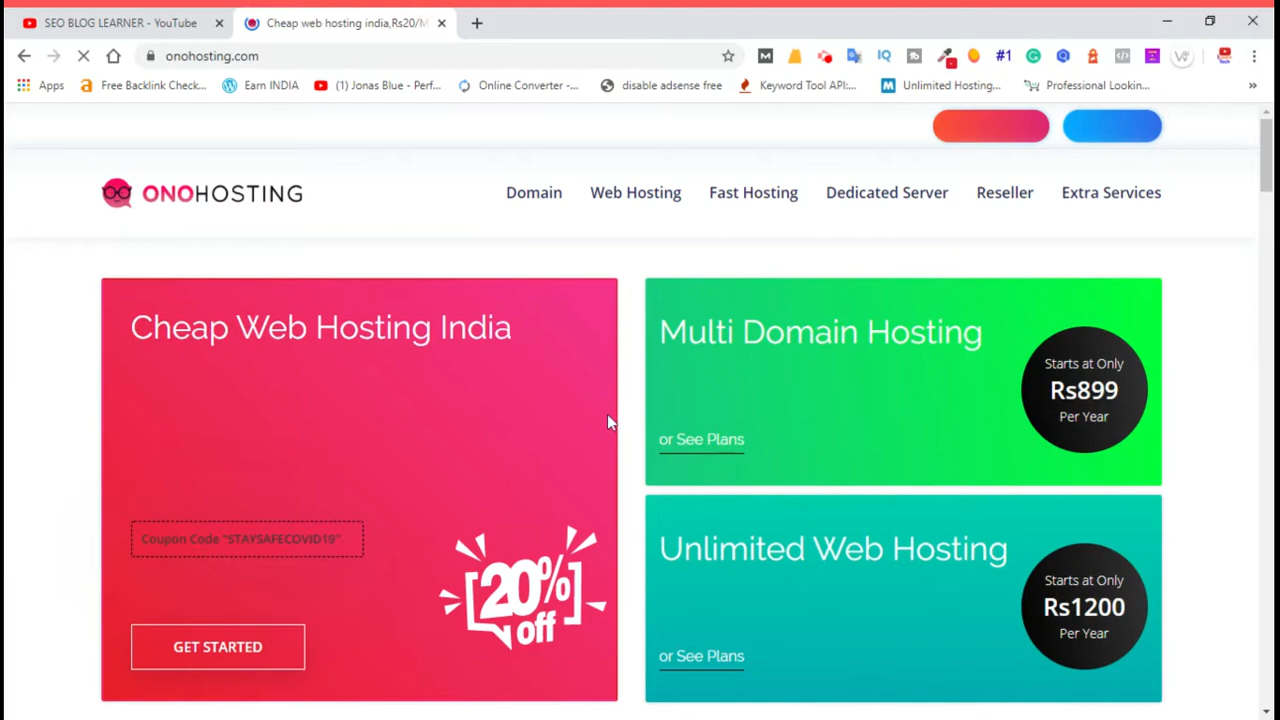 SEO BLOG LEARNER - YouTube
Cheap web hosting india,Rs20/M
onohosting.com
#1
Apps
Free Backlink Check...
Earn INDIA
(1) Jonas Blue - Perf...
Online Converter -...
disable adsense free
Keyword Tool API:...
Unlimited Hosting...
Professional Lookin...
ONOHOSTING
Domain
Web Hosting
Fast Hosting
Dedicated Server
Reseller
Extra Services
Cheap Web Hosting India
Coupon Code "STAYSAFECOVID19"
20% off
GET STARTED
Multi Domain Hosting
Starts at Only
Rs899
Per Year
or See Plans
Unlimited Web Hosting
Starts at Only
Rs1200
Per Year
or See Plans